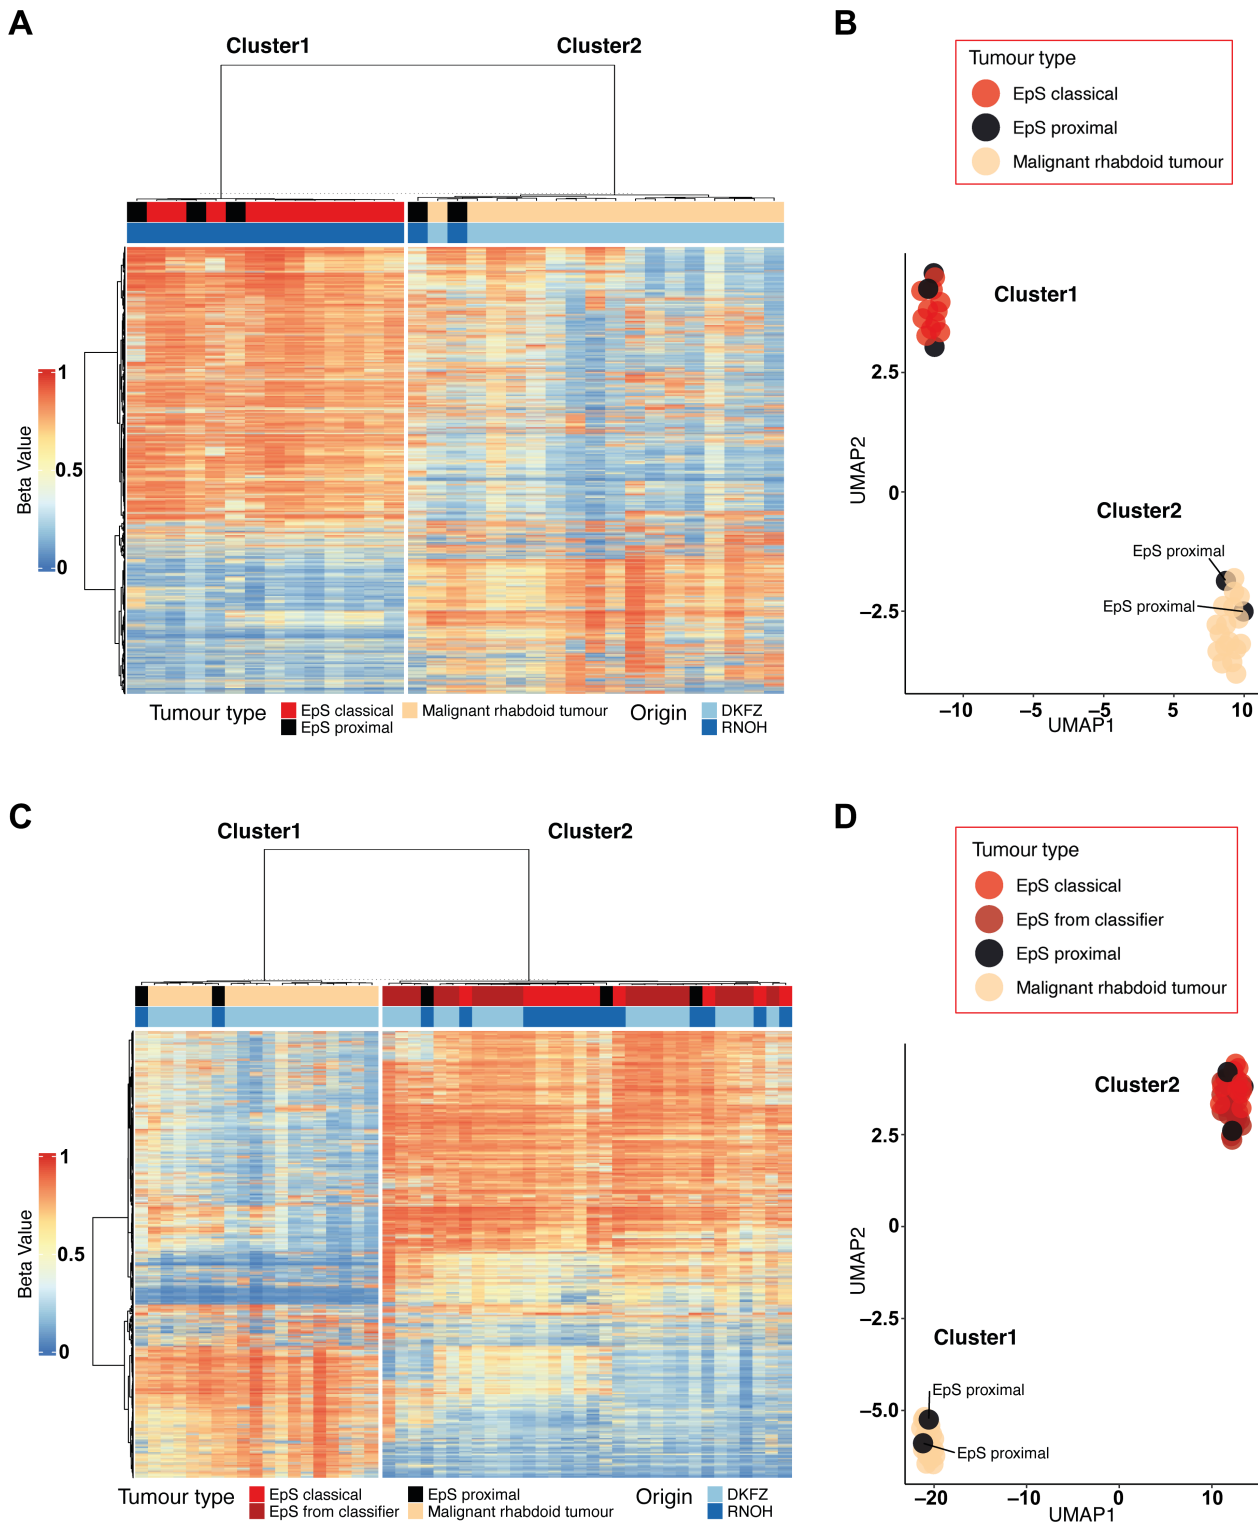 A
Cluster1
Cluster2
Beta Value
1
0.5
0
Tumour type
EpS classical
EpS proximal
Malignant rhabdoid tumour
Origin
DKFZ
RNOH
B
Tumour type
EpS classical
EpS proximal
Malignant rhabdoid tumour
Cluster1
2.5
0
−2.5
UMAP2
Cluster2
EpS proximal
EpS proximal
−10
−5
−5
5
10
UMAP1
C
Cluster1
Cluster2
Beta Value
1
0.5
0
Tumour type
EpS classical
EpS from classifier
EpS proximal
Malignant rhabdoid tumour
Origin
DKFZ
RNOH
D
Tumour type
EpS classical
EpS from classifier
EpS proximal
Malignant rhabdoid tumour
Cluster2
2.5
0
−2.5
−5.0
UMAP2
Cluster1
EpS proximal
EpS proximal
−20
−10
0
10
UMAP1